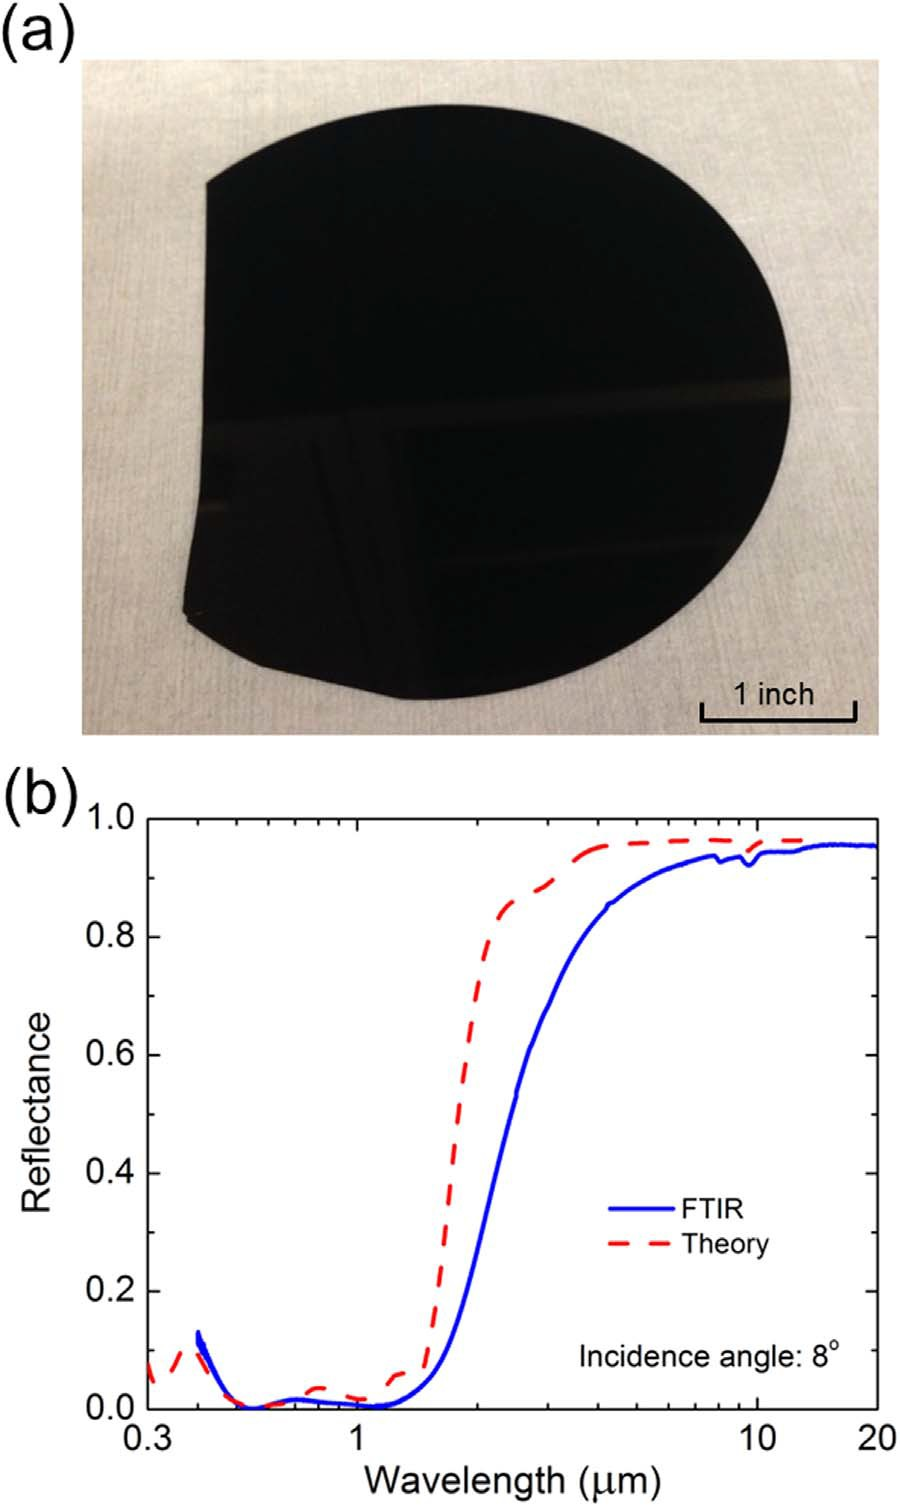 (a)
1 inch
(b)
1.0
0.8
0.6
0.4
0.2
0.0
Reflectance
FTIR
Theory
Incidence angle: 8°
0.3 1 10 20
Wavelength (μm)